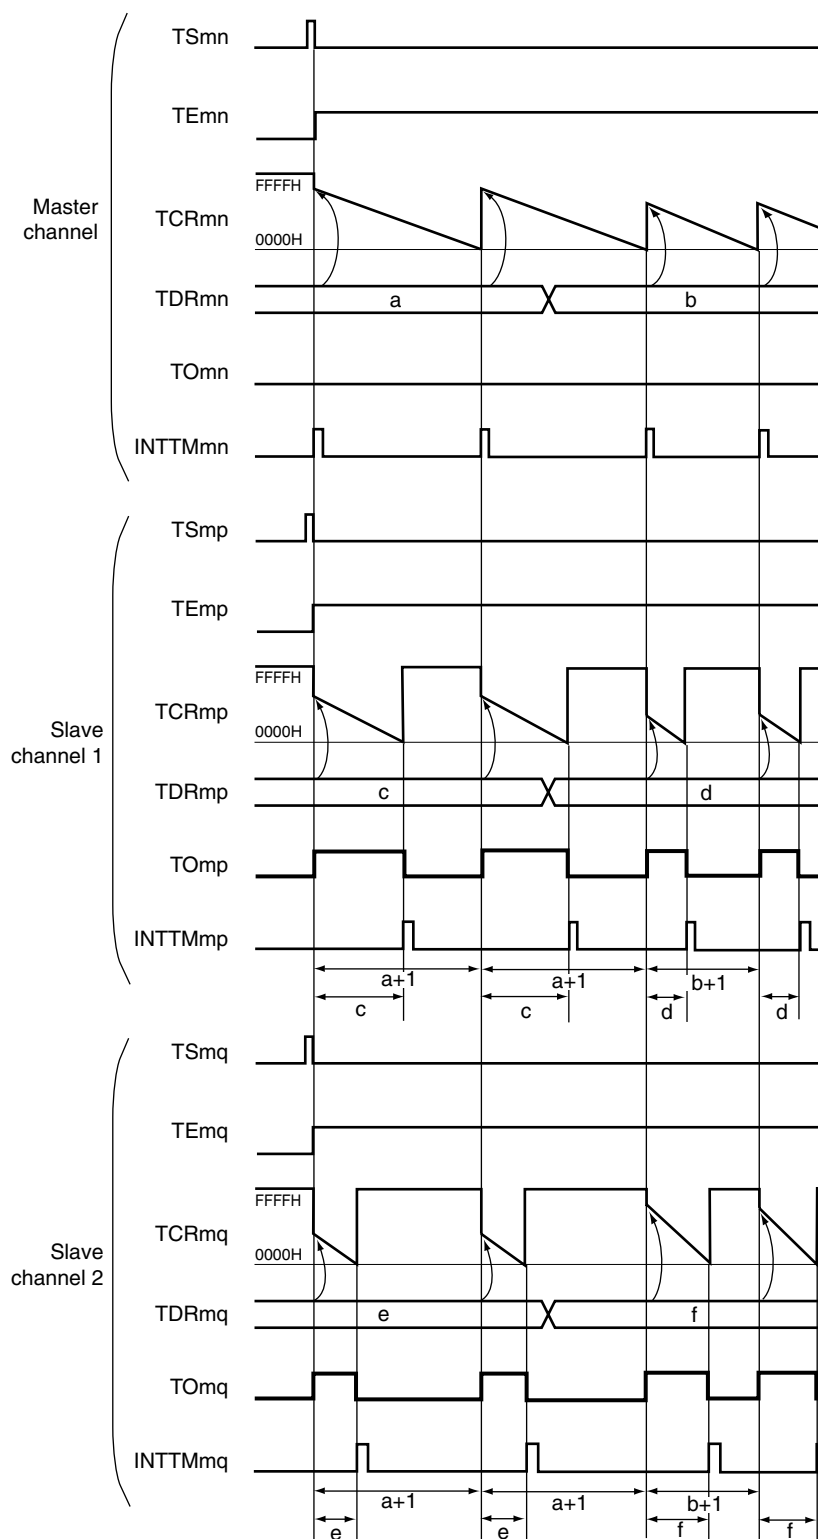 TSmn
TEmn
Master
channel
FFFFH
TCRmn
0000H
TDRmn
a
b
TOmn
INTTMmn
TSmp
TEmp
Slave
channel 1
FFFFH
TCRmp
0000H
TDRmp
c
d
TOmp
INTTMmp
a+1
a+1
b+1
c
c
d
d
TSmq
TEmq
Slave
channel 2
FFFFH
TCRmq
0000H
TDRmq
e
f
TOmq
INTTMmq
a+1
a+1
b+1
e
e
f
f